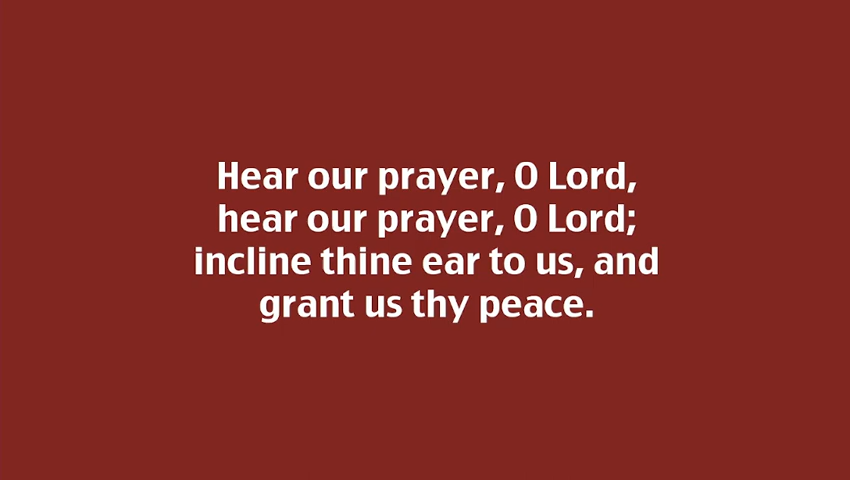 Hear our prayer, O Lord,
hear our prayer, O Lord;
incline thine ear to us, and
grant us thy peace.